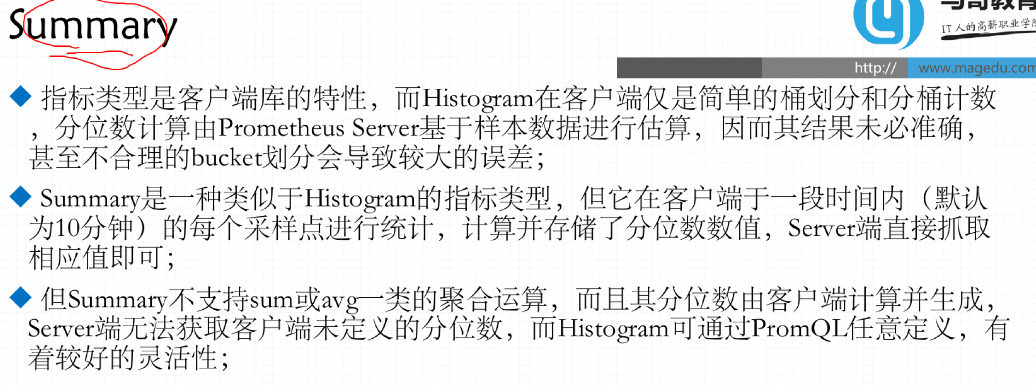 Summary
马哥教育
IT人的高薪职业学院
http:// www.magedu.com
指标类型是客户端库的特性，而Histogram在客户端仅是简单的桶划分和分桶计数
，分位数计算由Prometheus Server基于样本数据进行估算，因而其结果未必准确，
甚至不合理的bucket划分会导致较大的误差；
Summary是一种类似于Histogram的指标类型，但它在客户端于一段时间内（默认
为10分钟）的每个采样点进行统计，计算并存储了分位数数值，Server端直接抓取
相应值即可；
但Summary不支持sum或avg一类的聚合运算，而且其分位数由客户端计算并生成，
Server端无法获取客户端未定义的分位数，而Histogram可通过PromQL任意定义，有
着较好的灵活性；